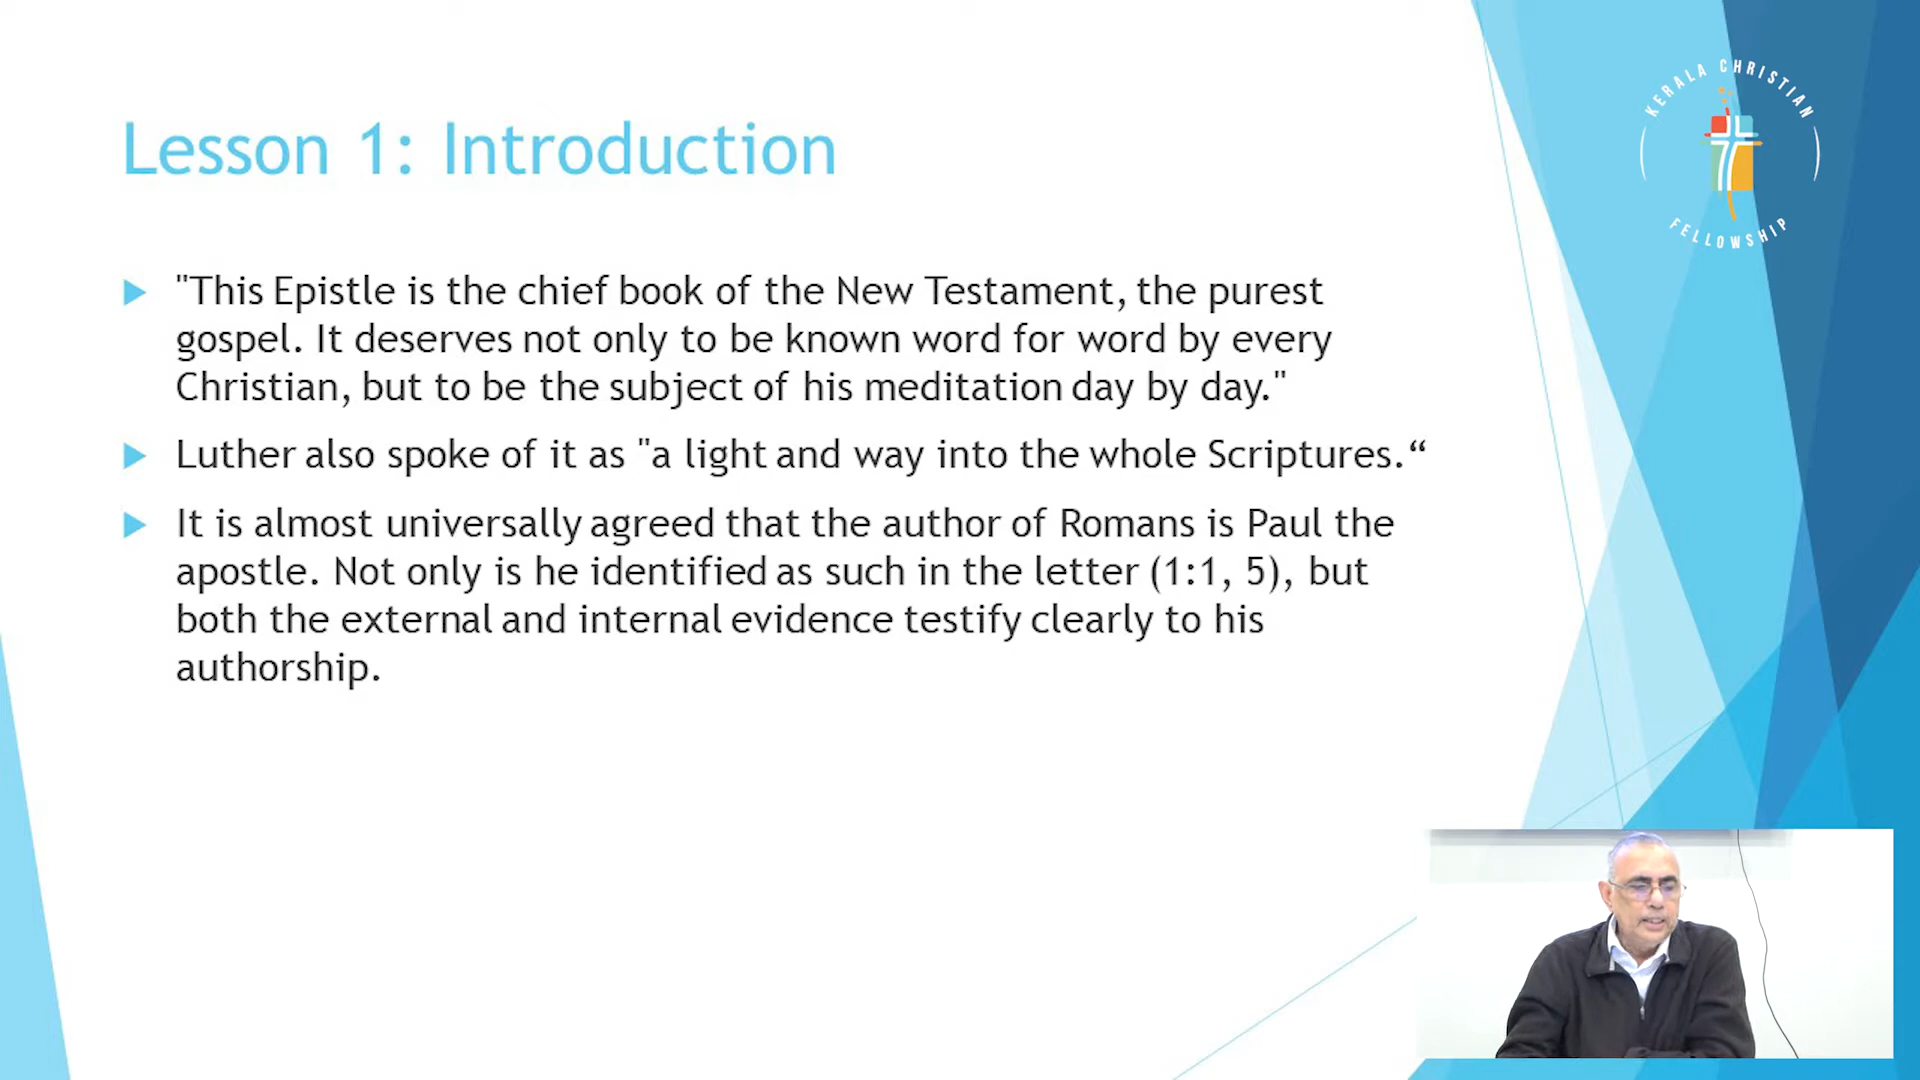 KERALA CHRISTIAN
FELLOWSHIP
Lesson 1: Introduction
"This Epistle is the chief book of the New Testament, the purest
gospel. It deserves not only to be known word for word by every
Christian, but to be the subject of his meditation day by day."
Luther also spoke of it as "a light and way into the whole Scriptures.“
It is almost universally agreed that the author of Romans is Paul the
apostle. Not only is he identified as such in the letter (1:1, 5), but
both the external and internal evidence testify clearly to his
authorship.